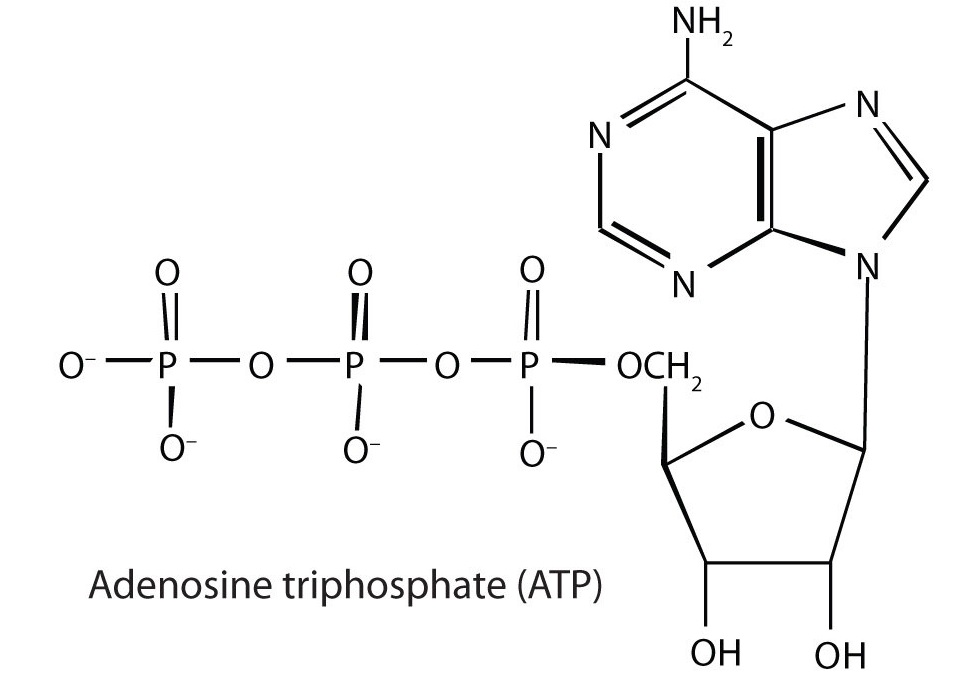 NH₂
N
N
N
N
O
O
O
O⁻
P
O
P
O
P
OCH₂
O
O⁻
O⁻
O⁻
Adenosine triphosphate (ATP)
OH
OH